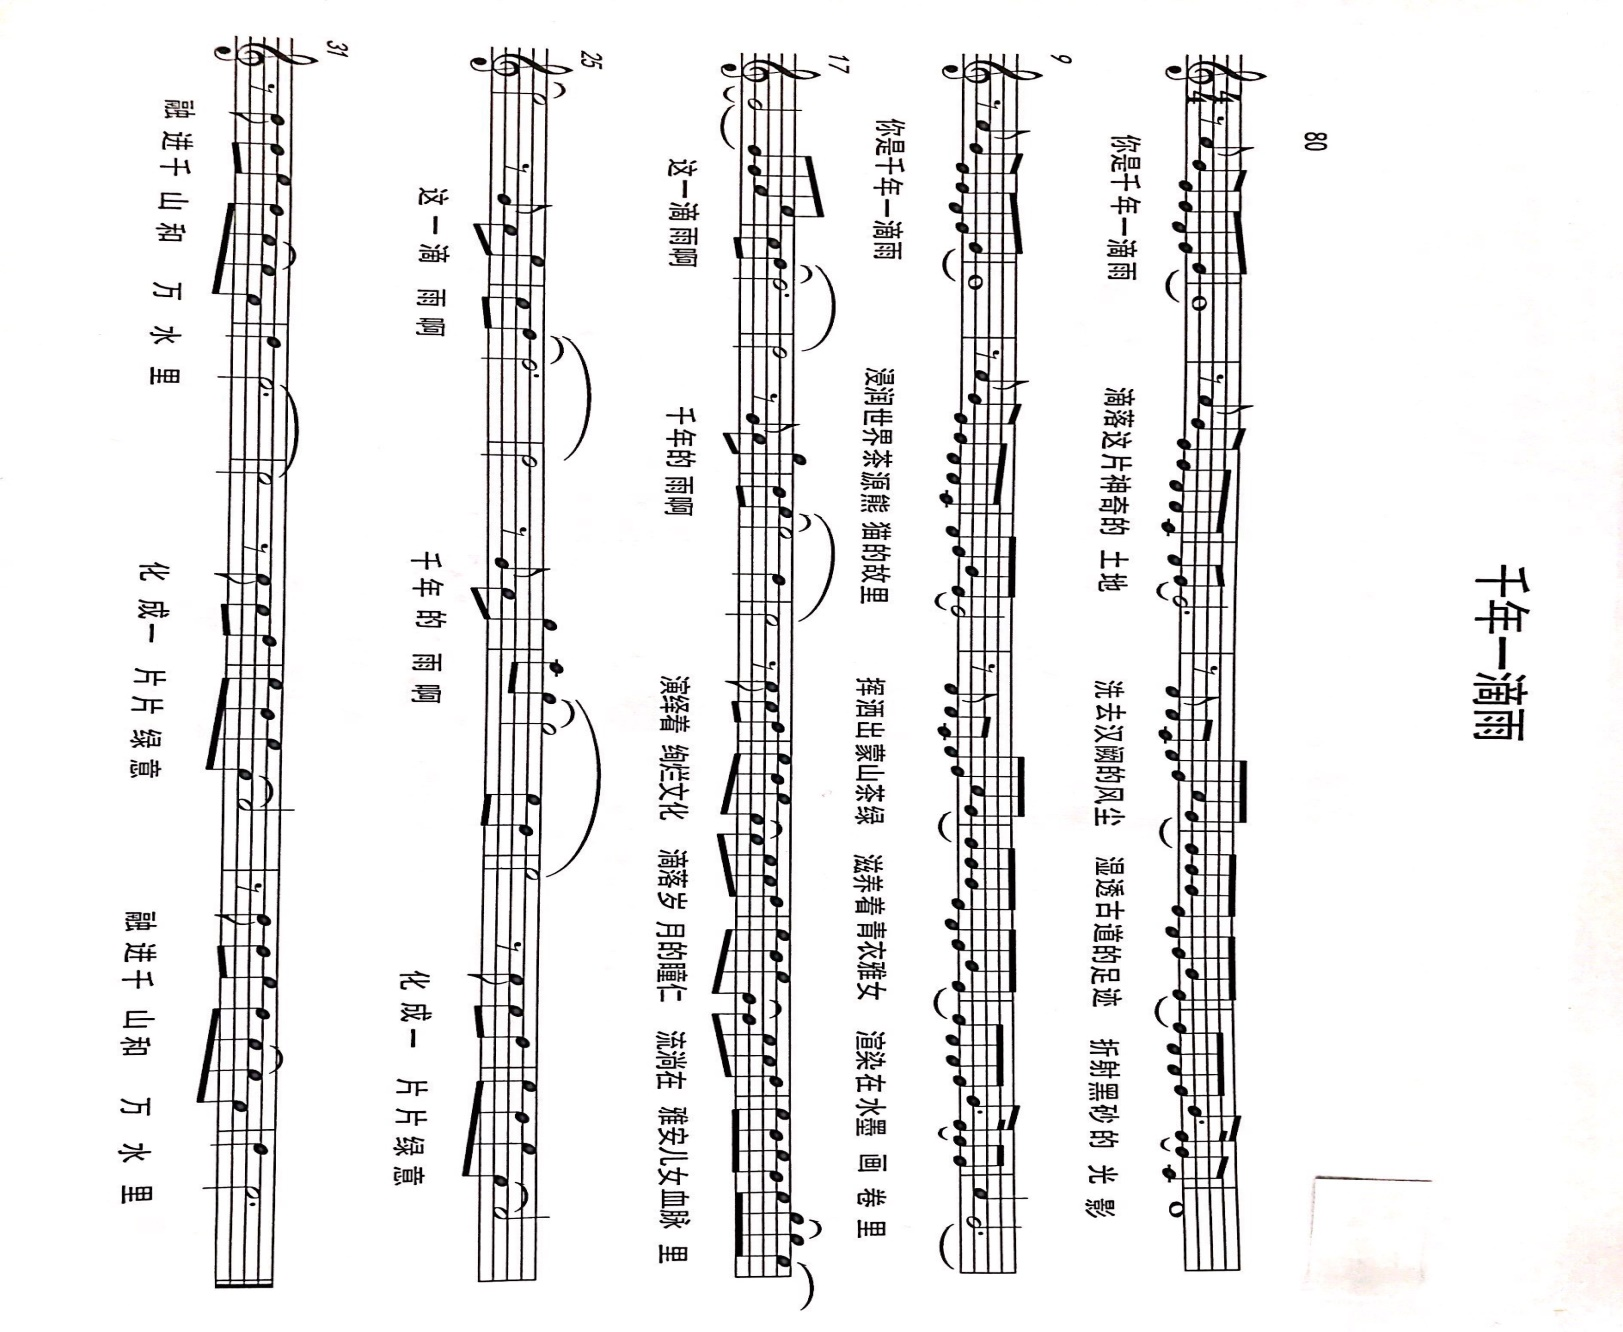 千年一滴雨
80
4
4
你是千年一滴雨 滴落这片神奇的 土地 洗去汉阙的风尘 湿透古道的足迹 折射黑砂的 光 影
9
你是千年一滴雨 浸润世界茶源熊 猫的故里 挥洒出蒙山茶绿 滋养着青衣雅女 渲染在水墨 画 卷 里
17
这一滴雨啊 千年的 雨啊 演绎着 绚烂文化 滴落岁 月的瞳仁 流淌在 雅安儿女血脉 里
25
这 一 滴 雨 啊 千 年 的 雨 啊 化 成 一 片 片 绿 意
31
融 进 千 山 和 万 水 里 化 成 一 片 片 绿 意 融 进 千 山 和 万 水 里